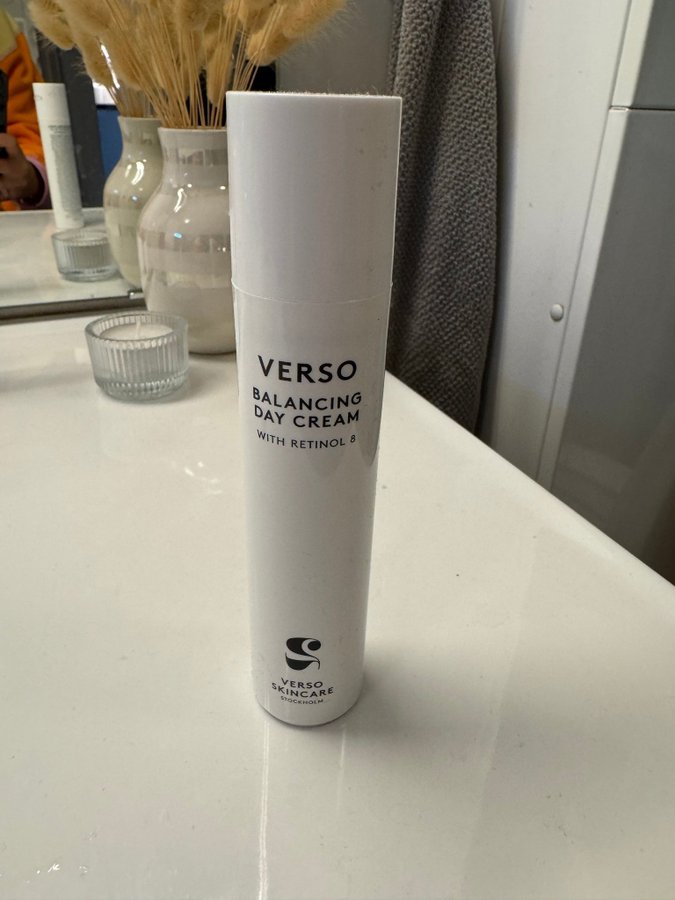 VERSO
BALANCING
DAY CREAM
WITH RETINOL 8
VERSO
SKINCARE
STOCKHOLM